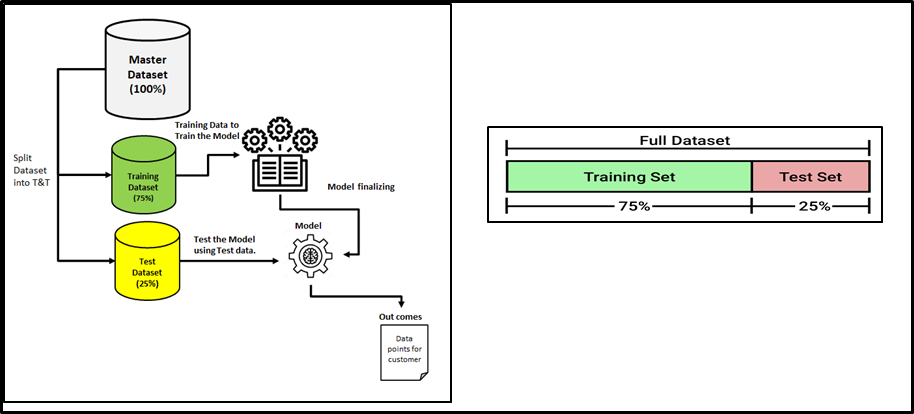 Master
Dataset
(100%)
Training Data to
Train the Model
Split
Dataset
into T&T
Training
Dataset
(75%)
Model finalizing
Test the Model
using Test data.
Model
Test
Dataset
(25%)
Out comes
Data
points for
customer
Full Dataset
Training Set
Test Set
75%
25%